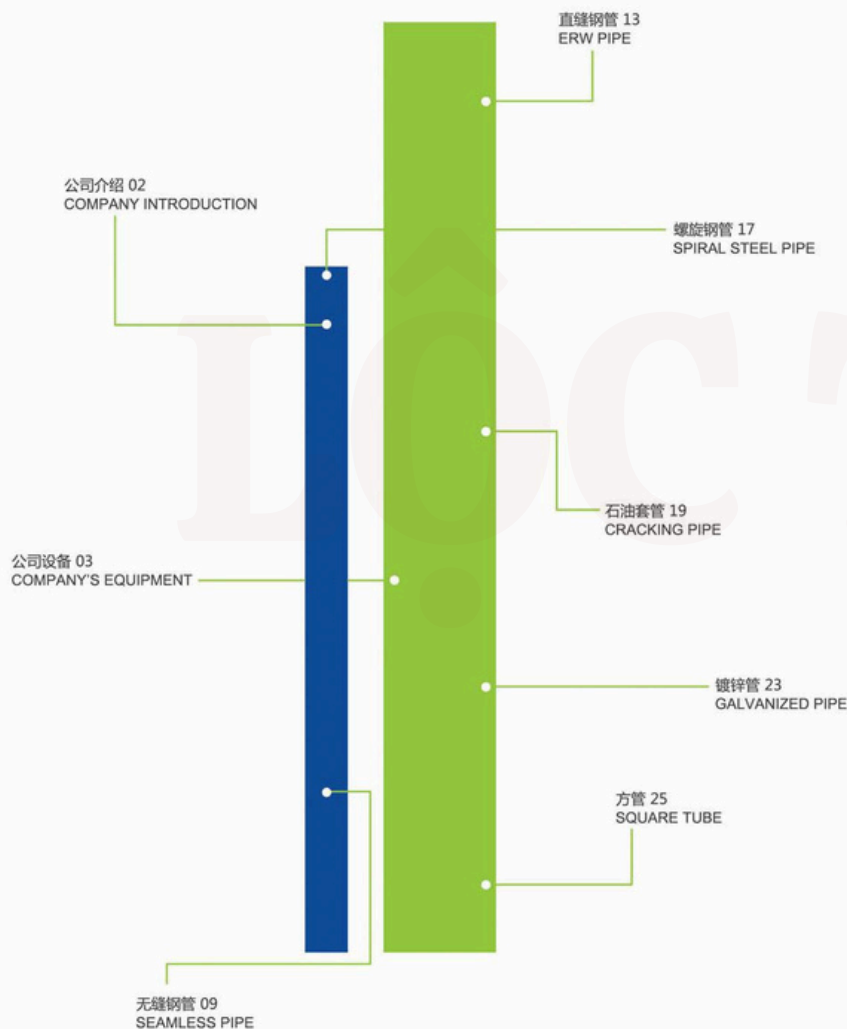 直缝钢管 13
ERW PIPE
公司介绍 02
COMPANY INTRODUCTION
螺旋钢管 17
SPIRAL STEEL PIPE
石油套管 19
CRACKING PIPE
公司设备 03
COMPANY'S EQUIPMENT
镀锌管 23
GALVANIZED PIPE
方管 25
SQUARE TUBE
无缝钢管 09
SEAMLESS PIPE
LỘC